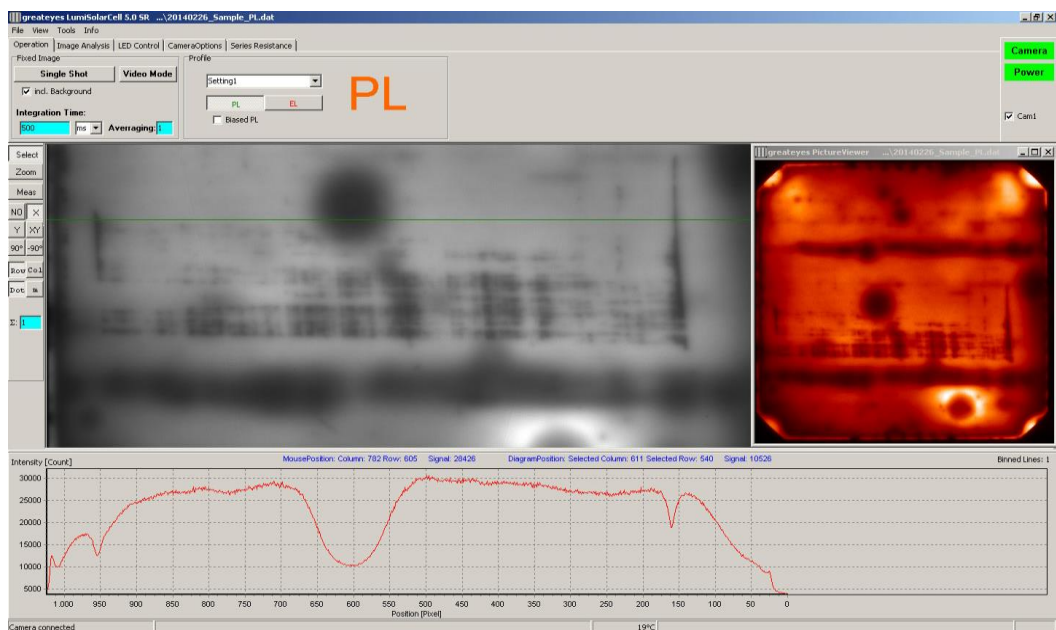 greateyes LumiSolarCell 5.0 SR ...\20140226_Sample_PL.dat
File View Tools Info
Operation Image Analysis LED Control CameraOptions Series Resistance
Fixed Image
Profile
Camera
Single Shot Video Mode
Setting1
PL
Power
incl. Background
PL EL
Integration Time:
Biased PL
Cam1
500 ms Averraging: 1
Select
greateyes PictureViewer ...\20140226_Sample_PL.dat
Zoom
Meas
NO X
Y XY
90° -90°
Row Col
Dot
Σ: 1
Intensity [Count]
MousePosition: Column: 782 Row: 605 Signal: 28426 DiagramPosition: Selected Column: 611 Selected Row: 540 Signal: 10526
Binned Lines: 1
30000
25000
20000
15000
10000
5000
1.000 950 900 850 800 750 700 650 600 550 500 450 400 350 300 250 200 150 100 50 0
Position [Pixel]
Camera connected
19°C